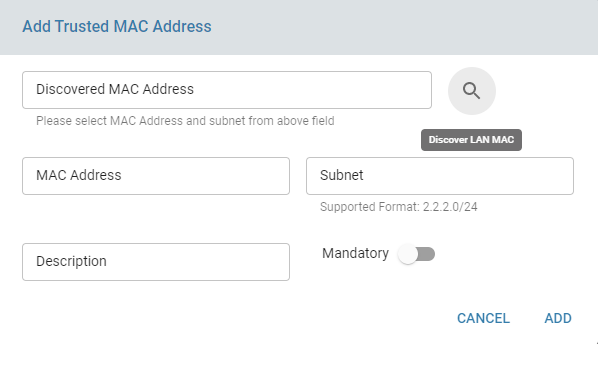 Add Trusted MAC Address
Discovered MAC Address
Please select MAC Address and subnet from above field
Discover LAN MAC
MAC Address
Subnet
Supported Format: 2.2.2.0/24
Description
Mandatory
CANCEL
ADD